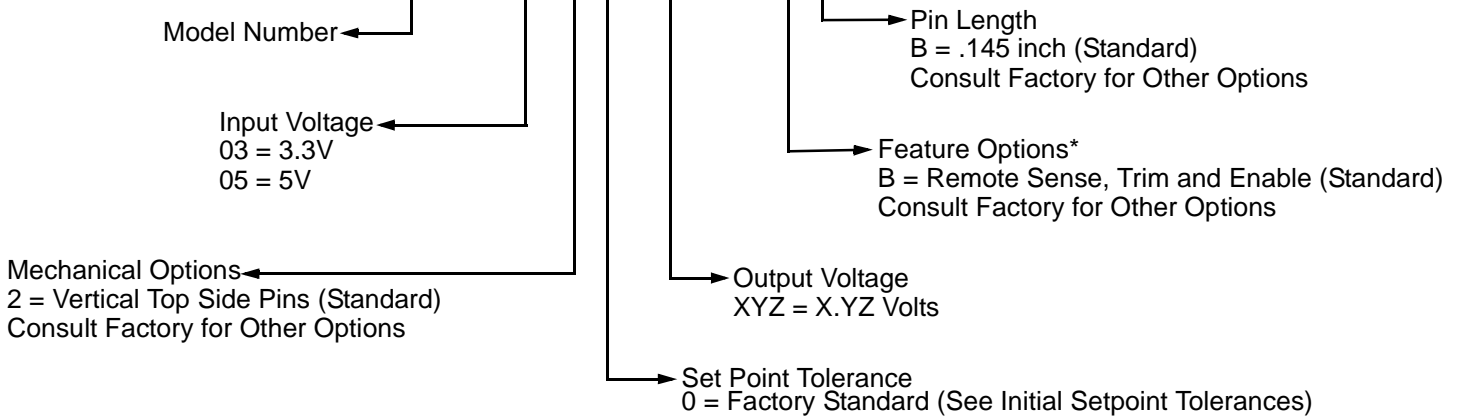 Model Number
Input Voltage
03 = 3.3V
05 = 5V
Mechanical Options
2 = Vertical Top Side Pins (Standard)
Consult Factory for Other Options
Pin Length
B = .145 inch (Standard)
Consult Factory for Other Options
Feature Options*
B = Remote Sense, Trim and Enable (Standard)
Consult Factory for Other Options
Output Voltage
XYZ = X.YZ Volts
Set Point Tolerance
0 = Factory Standard (See Initial Setpoint Tolerances)